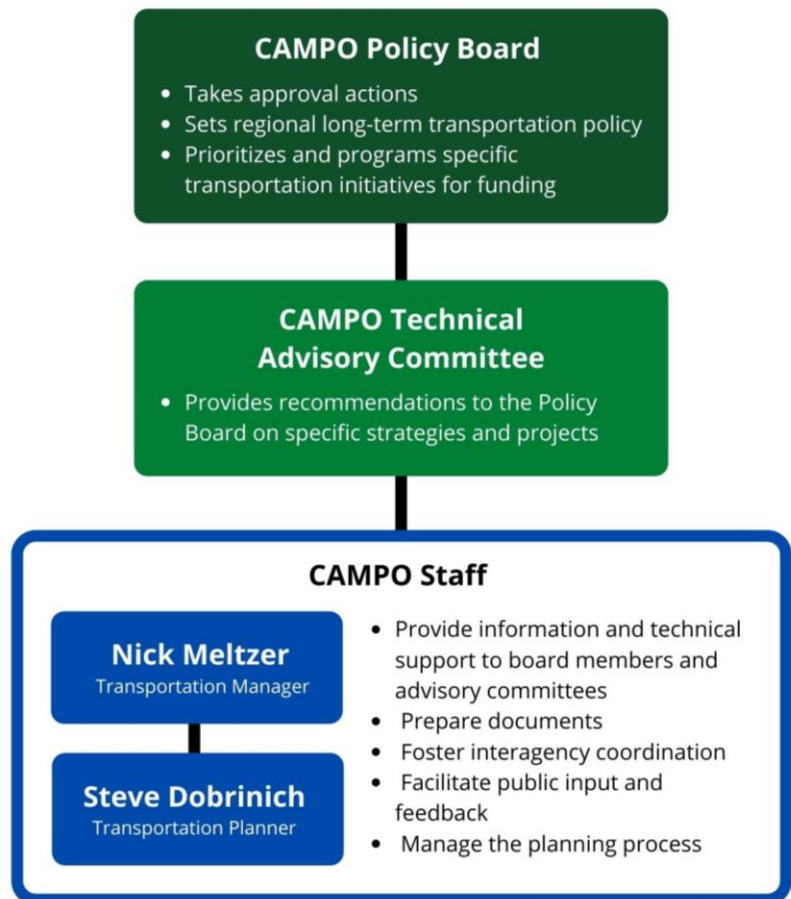 CAMPO Policy Board
• Takes approval actions
• Sets regional long-term transportation policy
• Prioritizes and programs specific
transportation initiatives for funding
CAMPO Technical
Advisory Committee
• Provides recommendations to the Policy
Board on specific strategies and projects
CAMPO Staff
Nick Meltzer
Transportation Manager
Steve Dobrinich
Transportation Planner
• Provide information and technical
support to board members and
advisory committees
• Prepare documents
• Foster interagency coordination
• Facilitate public input and
feedback
• Manage the planning process